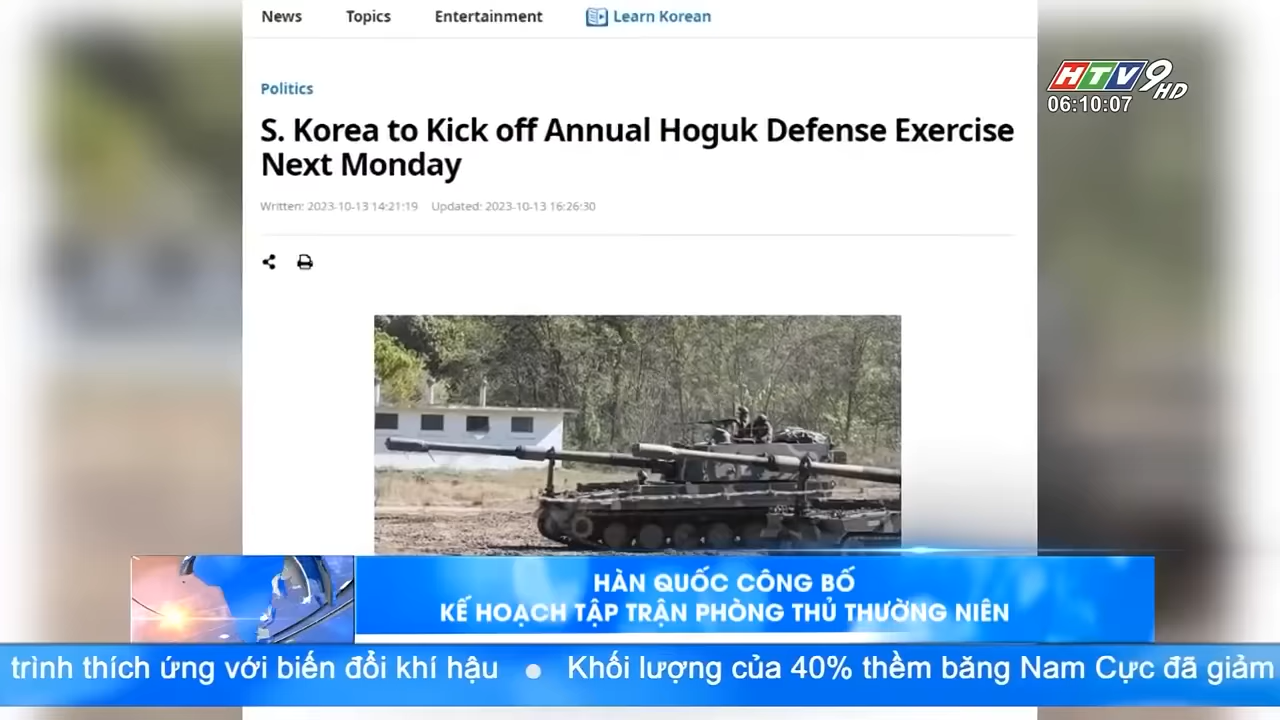 News Topics Entertainment Learn Korean
HTV9 HD
06:10:07
Politics
S. Korea to Kick off Annual Hoguk Defense Exercise
Next Monday
Written: 2023-10-13 14:21:19 Updated: 2023-10-13 16:26:30
HÀN QUỐC CÔNG BỐ
KẾ HOẠCH TẬP TRẬN PHÒNG THỦ THƯỜNG NIÊN
trình thích ứng với biến đổi khí hậu ● Khối lượng của 40% thềm băng Nam Cực đã giảm